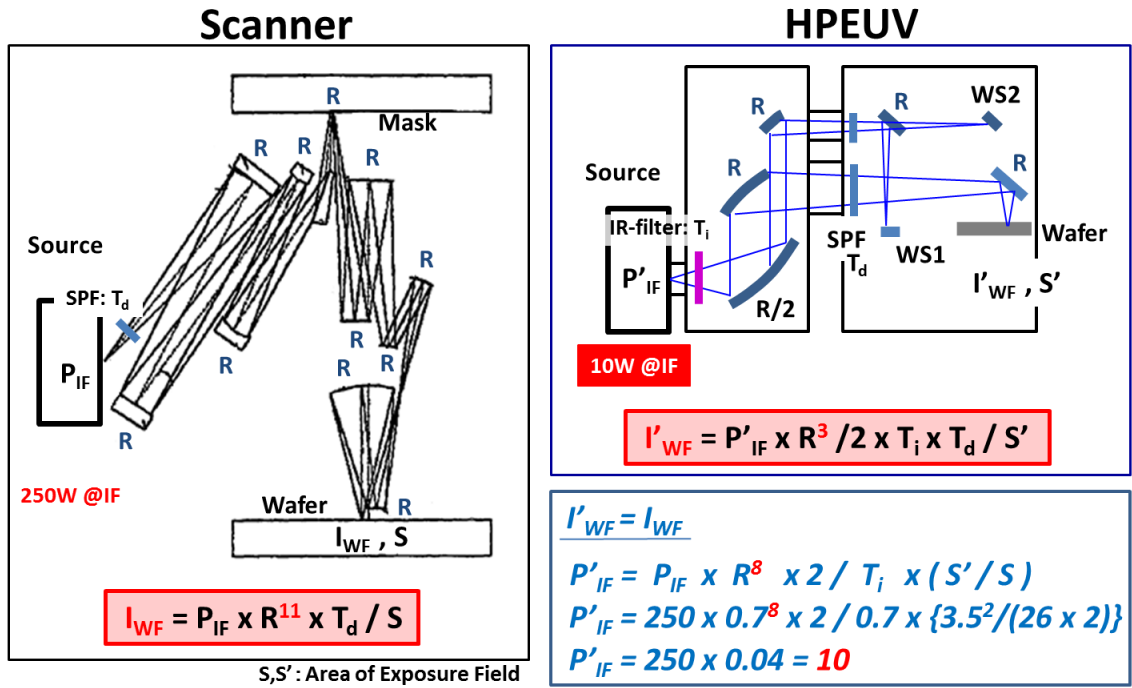 Scanner
R
Mask
R
R
R
Source
SPF: Td
PIF
R
R
R
R
R
R
250W @IF
R
Wafer
IWF , S
IWF = PIF x R11 x Td / S
S,S' : Area of Exposure Field
HPEUV
R
R
WS2
R
R
Source
IR-filter: Ti
P'IF
SPF
Td
WS1
Wafer
R/2
I'WF , S'
10W @IF
I'WF = P'IF x R3 /2 x Ti x Td / S'
I'WF = IWF
P'IF = PIF x R8 x 2 / Ti x ( S' / S )
P'IF = 250 x 0.78 x 2 / 0.7 x {3.52/(26 x 2)}
P'IF = 250 x 0.04 = 10